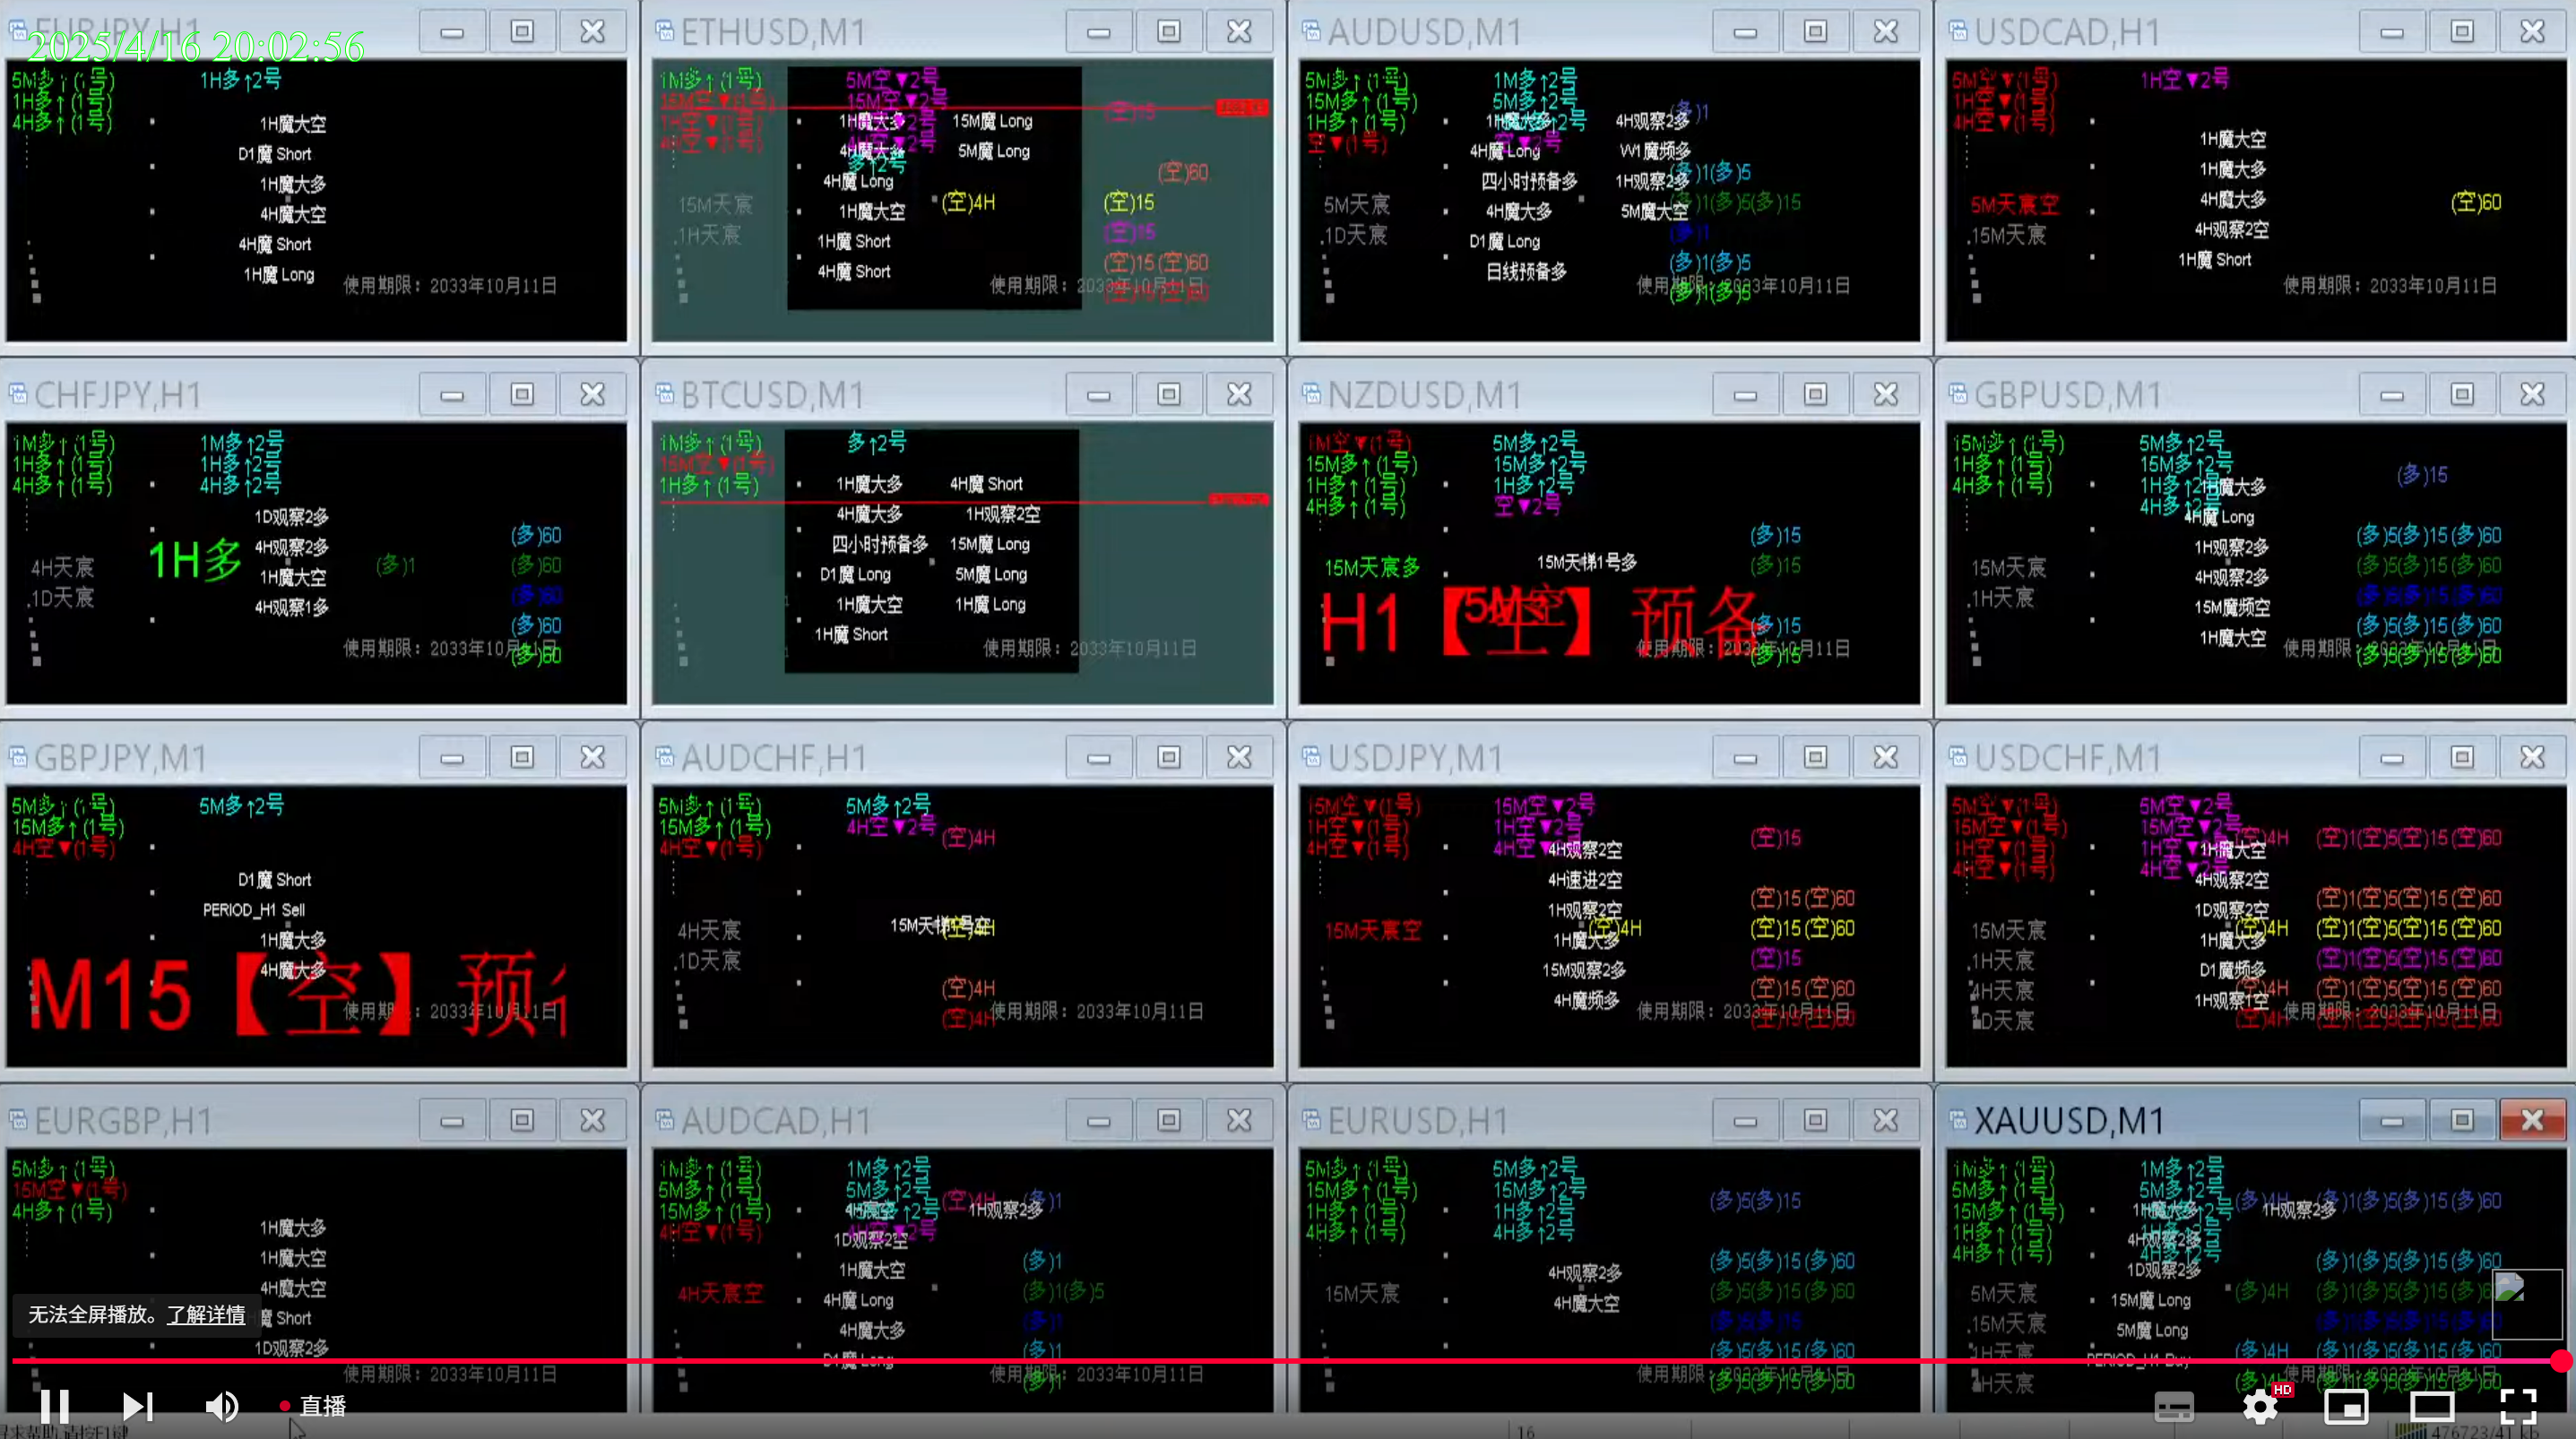 EURJPY,H1
2025/4/16 20:02:56
5M多↑(1号)
1H多↑2号
1H多↑(1号)
4H多↑(1号)
1H魔大空
D1魔 Short
1H魔大多
4H魔大空
4H魔 Short
1H魔 Long
使用期限：2033年10月11日
ETHUSD,M1
1M多↑(1号)
5M空▼2号
15M空▼(1号)
15M空▼2号
1H空▼(1号)
4H空▼(1号)
多↑2号
1H魔大多
15M魔 Long
4H魔大多
5M魔 Long
4H魔 Long
1H魔大空
1H魔 Short
4H魔 Short
15M天宸
.1H天宸
(空)15
(空)60
(空)4H
(空)15
(空)15
(空)15(空)60
使用期限：2033年10月11日
AUDUSD,M1
5M多↑(1号)
1M多↑2号
15M多↑(1号)
5M多↑2号
1H多↑(1号)
空▼(1号)
4H观察2多
4H魔 Long
W1魔频多
四小时预备多
1H观察2多
4H魔大多
5M魔大空
D1魔 Long
日线预备多
5M天宸
.1D天宸
(多)1
(多)1(多)5
(多)1(多)5(多)15
(多)1
(多)1(多)5
(多)1(多)5
使用期限：2033年10月11日
USDCAD,H1
5M空▼(1号)
1H空▼2号
1H空▼(1号)
4H空▼(1号)
1H魔大空
1H魔大多
4H魔大多
4H观察2空
1H魔 Short
5M天宸空
.15M天宸
(空)60
使用期限：2033年10月11日
CHFJPY,H1
1M多↑(1号)
1M多↑2号
1H多↑(1号)
1H多↑2号
4H多↑(1号)
4H多↑2号
1D观察2多
4H观察2多
1H魔大空
4H观察1多
1H多
4H天宸
.1D天宸
(多)1
(多)60
(多)60
(多)60
(多)60
(多)60
使用期限：2033年10月11日
BTCUSD,M1
1M多↑(1号)
多↑2号
15M空▼(1号)
1H多↑(1号)
1H魔大多
4H魔 Short
4H魔大多
1H观察2空
四小时预备多
15M魔 Long
D1魔 Long
5M魔 Long
1H魔大空
1H魔 Long
1H魔 Short
使用期限：2033年10月11日
NZDUSD,M1
1M空▼(1号)
5M多↑2号
15M多↑(1号)
15M多↑2号
1H多↑(1号)
1H多↑2号
4H多↑(1号)
空▼2号
15M天梯1号多
15M天宸多
H1【空】预备
(多)15
(多)15
(多)15
(多)15
使用期限：2033年10月11日
GBPUSD,M1
15M多↑(1号)
5M多↑2号
1H多↑(1号)
15M多↑2号
4H多↑(1号)
1H多↑2号
4H多↑2号
1H魔大多
4H魔 Long
1H观察2多
4H观察2多
15M魔频空
1H魔大空
15M天宸
.1H天宸
(多)15
(多)5(多)15(多)60
(多)5(多)15(多)60
(多)5(多)15(多)60
(多)5(多)15(多)60
(多)5(多)15(多)60
使用期限：2033年10月11日
GBPJPY,M1
5M多↑(1号)
5M多↑2号
15M多↑(1号)
4H空▼(1号)
D1魔 Short
PERIOD_H1 Sell
1H魔大多
4H魔大多
M15【空】预
使用期限：2033年10月11日
AUDCHF,H1
5M多↑(1号)
5M多↑2号
15M多↑(1号)
4H空▼2号
4H空▼(1号)
(空)4H
(空)4H
(空)4H
(空)4H
4H天宸
.1D天宸
使用期限：2033年10月11日
USDJPY,M1
15M空▼(1号)
15M空▼2号
1H空▼(1号)
1H空▼2号
4H空▼(1号)
4H观察2空
4H速进2空
1H观察2空
1H魔大多
15M观察2多
4H魔频多
15M天宸空
(空)4H
(空)15
(空)15(空)60
(空)15(空)60
(空)15
(空)15(空)60
(空)15(空)60
使用期限：2033年10月11日
USDCHF,M1
5M空▼(1号)
5M空▼2号
15M空▼(1号)
15M空▼2号
1H空▼(1号)
1H空▼2号
4H空▼(1号)
4H空▼2号
1H魔大空
4H观察2空
1D观察2空
1H魔大多
D1魔频多
1H观察1空
15M天宸
.1H天宸
4H天宸
1D天宸
(空)4H (空)1(空)5(空)15(空)60
(空)1(空)5(空)15(空)60
(空)4H (空)1(空)5(空)15(空)60
(空)1(空)5(空)15(空)60
(空)4H (空)1(空)5(空)15(空)60
(空)4H (空)1(空)5(空)15(空)60
使用期限：2033年10月11日
EURGBP,H1
5M多↑(1号)
15M空▼(1号)
4H多↑(1号)
1H魔大多
1H魔大空
4H魔大多
魔 Short
1D观察2多
使用期限：2033年10月11日
AUDCAD,H1
1M多↑(1号)
1M多↑2号
5M多↑(1号)
5M多↑2号
15M多↑(1号)
4H空▼(1号)
(空)4H
(多)1
1H观察2多
1D观察2空
1H魔大空
4H魔 Long
4H魔大多
D1魔 Long
4H天宸空
(多)1
(多)1(多)5
(多)1
(多)1
(多)1
使用期限：2033年10月11日
EURUSD,H1
5M多↑(1号)
5M多↑2号
15M多↑(1号)
15M多↑2号
1H多↑(1号)
1H多↑2号
4H多↑(1号)
4H多↑2号
4H观察2多
4H魔大空
15M天宸
(多)5(多)15
(多)5(多)15(多)60
(多)5(多)15(多)60
(多)5(多)15
(多)5(多)15(多)60
(多)5(多)15(多)60
使用期限：2033年10月11日
XAUUSD,M1
1M多↑(1号)
1M多↑2号
5M多↑(1号)
5M多↑2号
15M多↑(1号)
1H多↑(1号)
4H多↑(1号)
4H多↑2号
1H魔大多
1H观察2多
4H观察2多
1D观察2多
15M魔 Long
5M魔 Long
PERIOD_H1 Buy
5M天宸
.15M天宸
1H天宸
4H天宸
(多)4H (多)1(多)5(多)15(多)60
(多)1(多)5(多)15(多)60
(多)4H (多)1(多)5(多)15(多)6
(多)4H (多)1(多)5(多)15(多)60
使用期限：2033年10月11日
无法全屏播放。了解详情
直播
HD
16
476723/41 kb